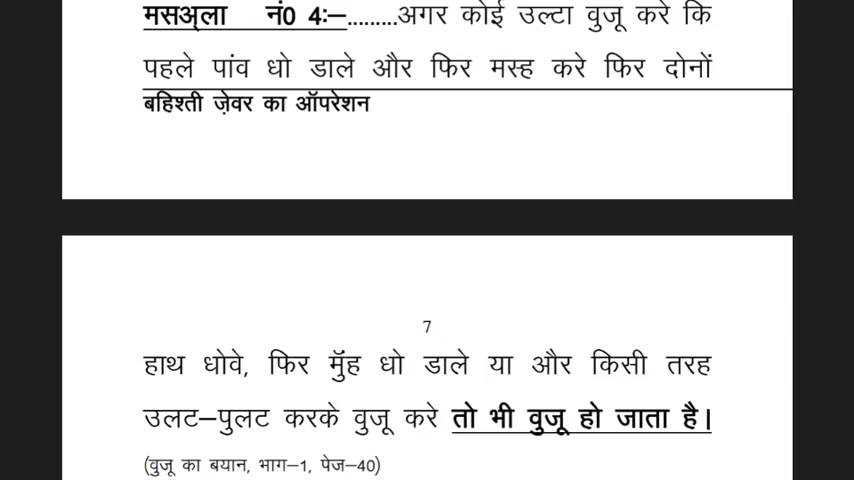 मसअ्ला नं0 4:–.........अगर कोई उल्टा वुजू करे कि
पहले पांव धो डाले और फिर मस्ह करे फिर दोनों
बहिश्ती ज़ेवर का ऑपरेशन
7
हाथ धोवे, फिर मुॅंह धो डाले या और किसी तरह
उलट–पुलट करके वुजू करे तो भी वुजू हो जाता है।
(वुजू का बयान, भाग–1, पेज–40)